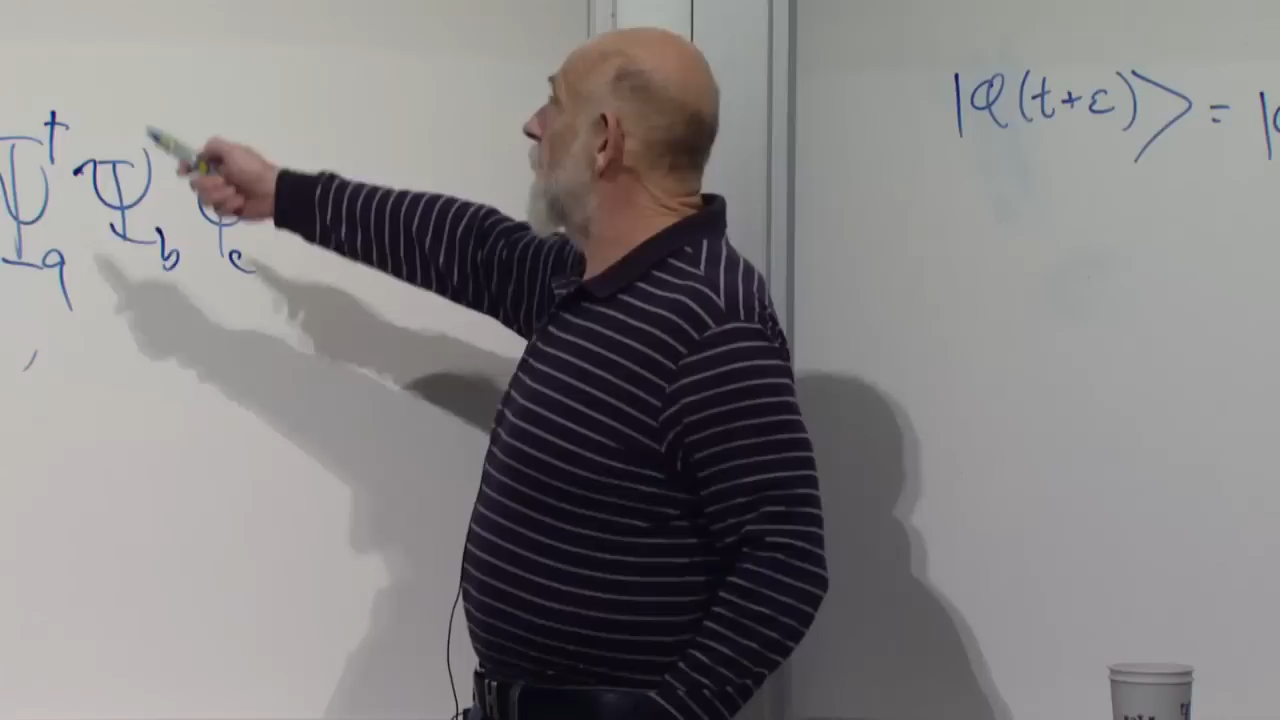 Ψ†a Ψb Ψc
|φ(t+ε)⟩ = |